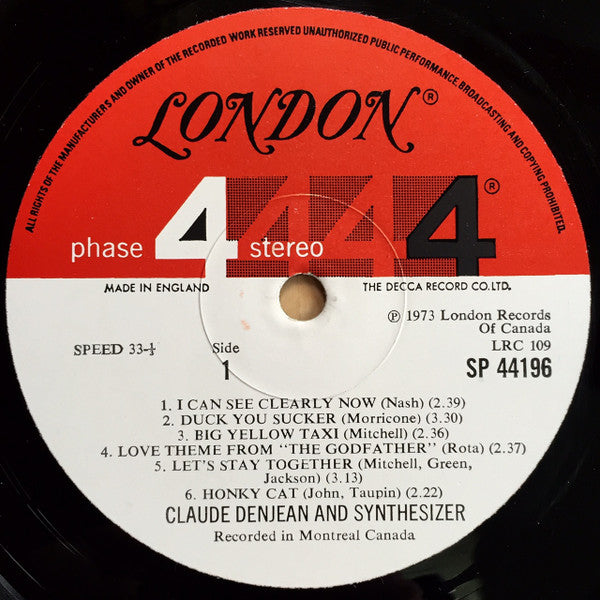 ALL RIGHTS OF THE MANUFACTURERS AND OWNER OF THE RECORDED WORK RESERVED UNAUTHORIZED PUBLIC PERFORMANCE, BROADCASTING AND COPYING PROHIBITED.
LONDON®
phase 4 stereo 4 4 4®
MADE IN ENGLAND THE DECCA RECORD CO. LTD.
℗ 1973 London Records
Of Canada
SPEED 33-⅓ Side LRC 109
1 SP 44196
1. I CAN SEE CLEARLY NOW (Nash) (2.39)
2. DUCK YOU SUCKER (Morricone) (3.30)
3. BIG YELLOW TAXI (Mitchell) (2.36)
4. LOVE THEME FROM "THE GODFATHER" (Rota) (2.37)
5. LET'S STAY TOGETHER (Mitchell, Green,
Jackson) (3.13)
6. HONKY CAT (John, Taupin) (2.22)
CLAUDE DENJEAN AND SYNTHESIZER
Recorded in Montreal Canada